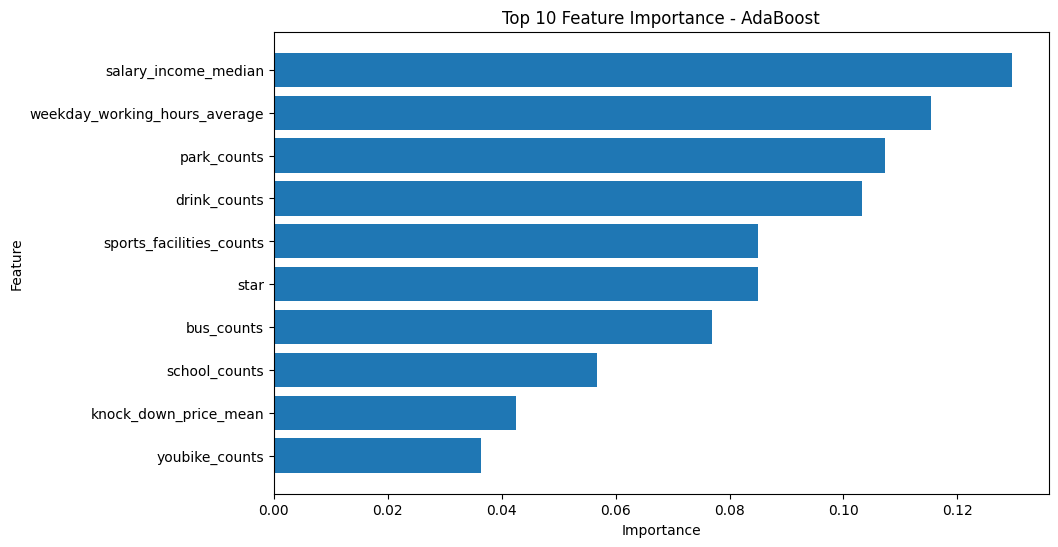 Top 10 Feature Importance - AdaBoost
salary_income_median
weekday_working_hours_average
park_counts
drink_counts
sports_facilities_counts
star
bus_counts
school_counts
knock_down_price_mean
youbike_counts
Feature
0.00 0.02 0.04 0.06 0.08 0.10 0.12
Importance